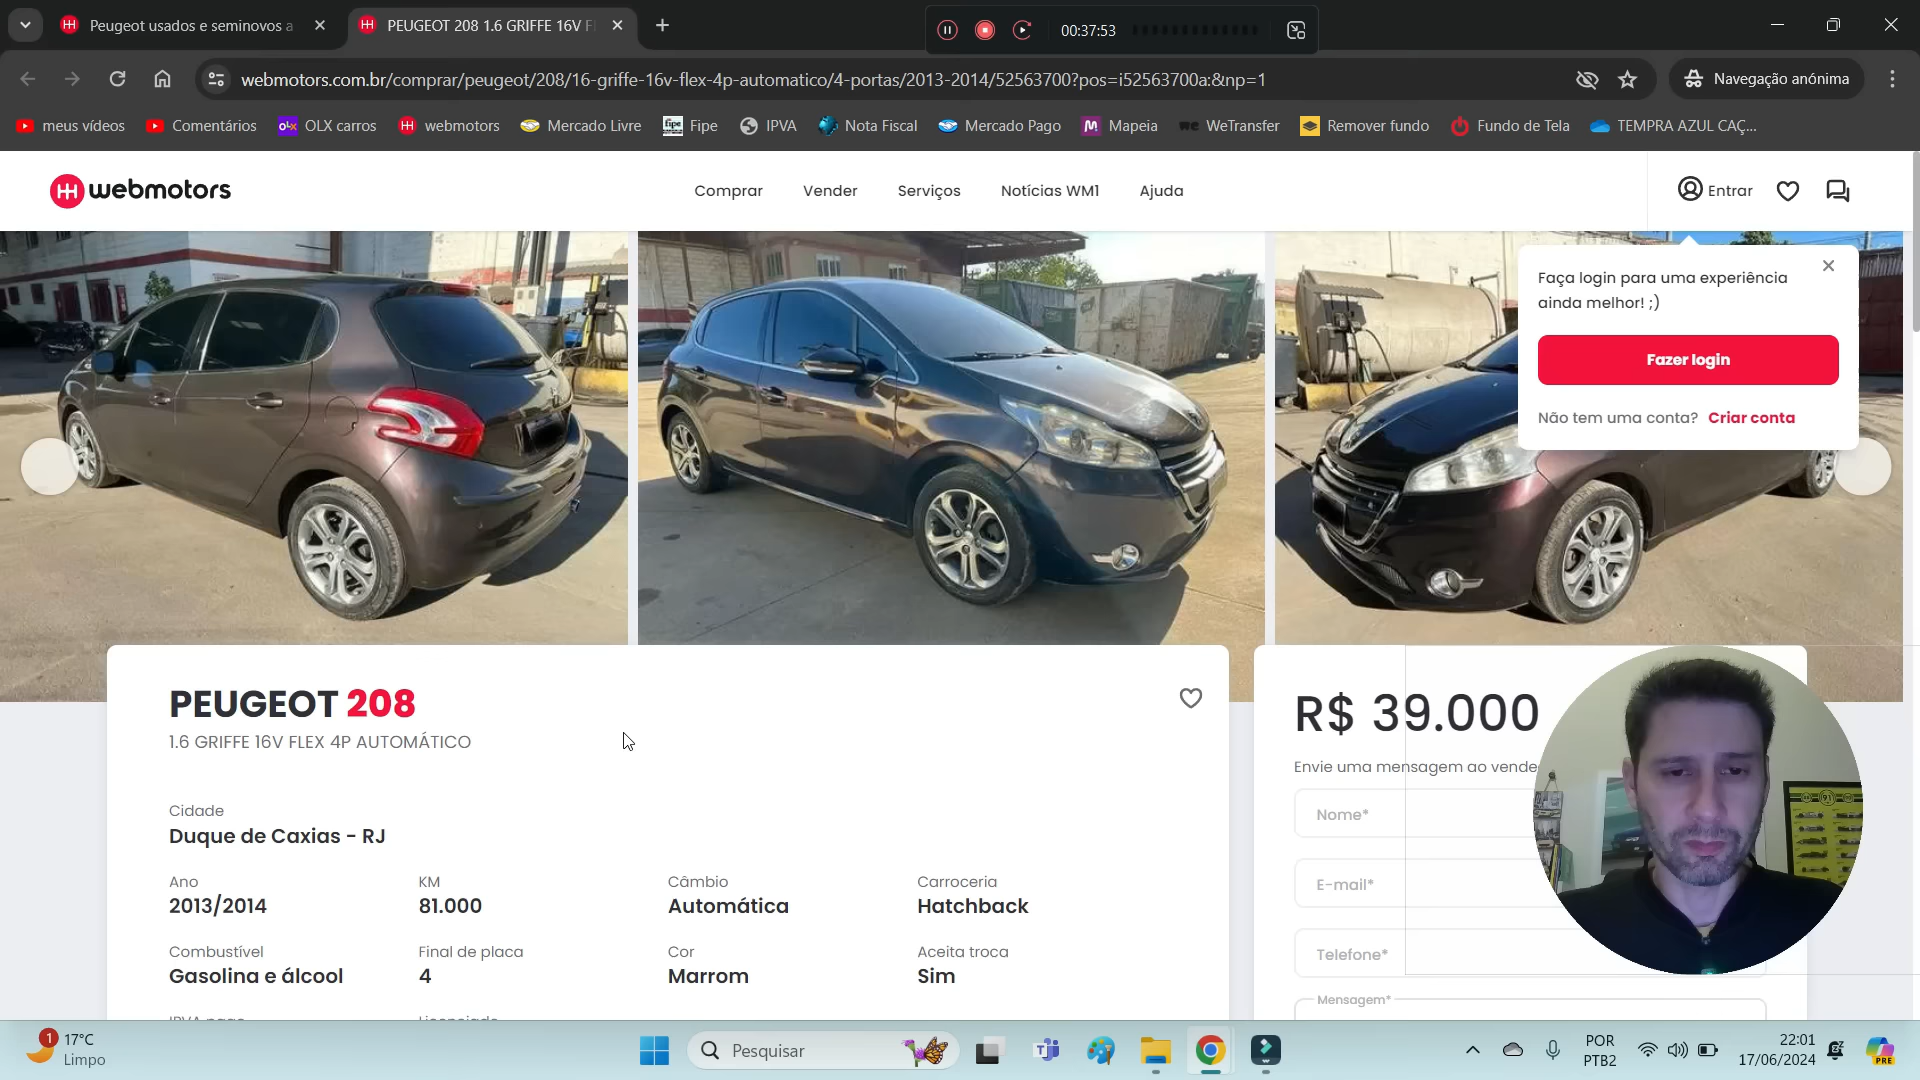 Peugeot usados e seminovos a
PEUGEOT 208 1.6 GRIFFE 16V F
00:37:53
webmotors.com.br/comprar/peugeot/208/16-griffe-16v-flex-4p-automatico/4-portas/2013-2014/52563700?pos=i52563700a:&np=1
Navegação anónima
meus vídeos
Comentários
OLX carros
webmotors
Mercado Livre
Fipe
IPVA
Nota Fiscal
Mercado Pago
Mapeia
WeTransfer
Remover fundo
Fundo de Tela
TEMPRA AZUL CAÇ...
webmotors
Comprar
Vender
Serviços
Notícias WM1
Ajuda
Entrar
Faça login para uma experiência
ainda melhor! ;)
Fazer login
Não tem uma conta? Criar conta
PEUGEOT 208
1.6 GRIFFE 16V FLEX 4P AUTOMÁTICO
R$ 39.000
Envie uma mensagem ao vende
Nome*
E-mail*
Telefone*
Mensagem*
Cidade
Duque de Caxias - RJ
Ano
2013/2014
KM
81.000
Câmbio
Automática
Carroceria
Hatchback
Combustível
Gasolina e álcool
Final de placa
4
Cor
Marrom
Aceita troca
Sim
IPVA pago
Licenciado
1
17°C
Limpo
Pesquisar
POR
PTB2
22:01
17/06/2024
PRE